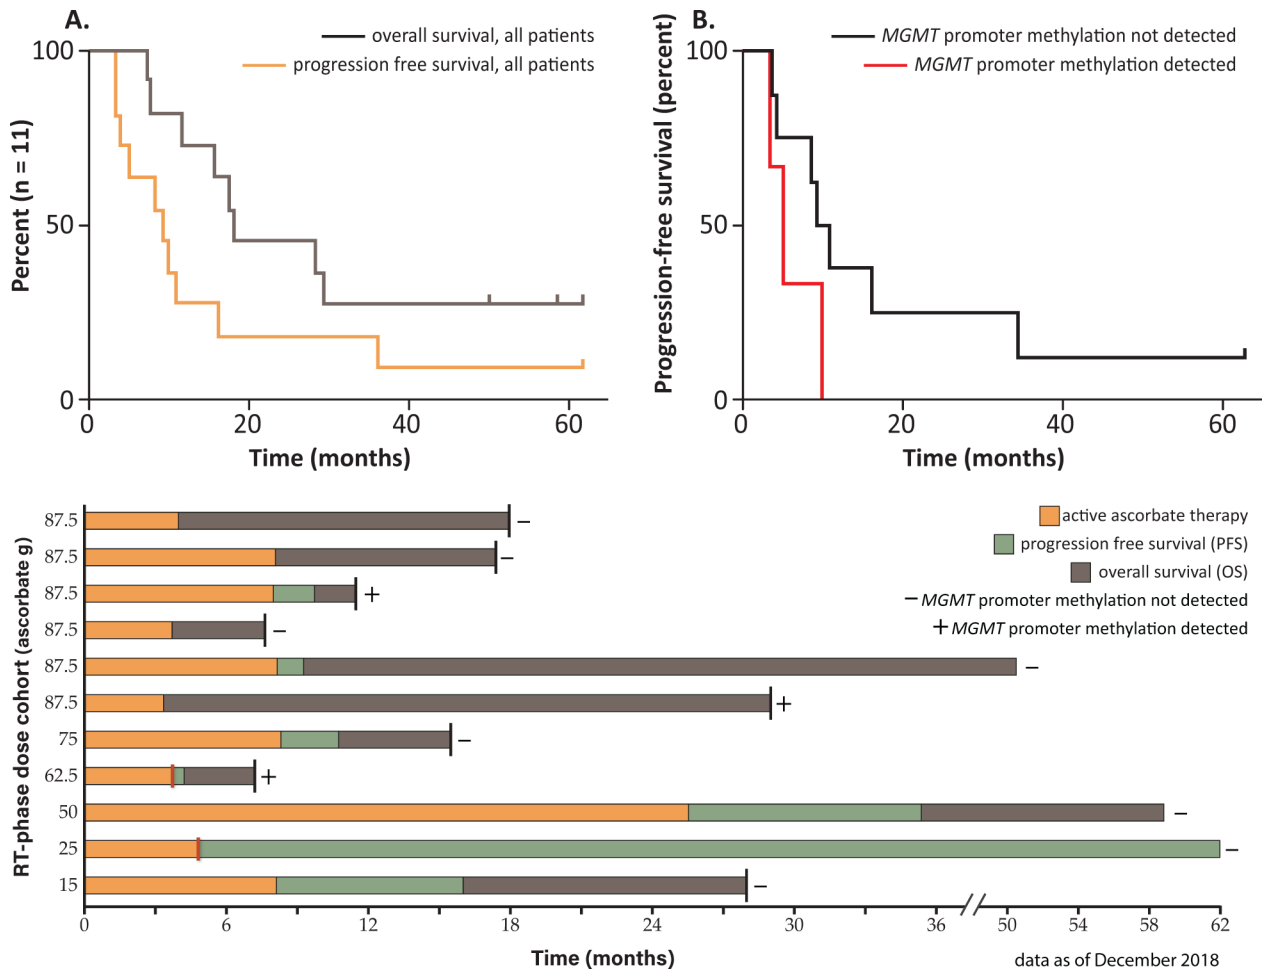 A.
overall survival, all patients
progression free survival, all patients
Percent (n = 11)
100
50
0
0 20 40 60
Time (months)
B.
MGMT promoter methylation not detected
MGMT promoter methylation detected
Progression-free survival (percent)
100
50
0
0 20 40 60
Time (months)
RT-phase dose cohort (ascorbate g)
87.5 –
87.5 –
87.5 +
87.5 –
87.5 –
87.5 +
75 –
62.5 +
50 –
25 –
15 –
active ascorbate therapy
progression free survival (PFS)
overall survival (OS)
– MGMT promoter methylation not detected
+ MGMT promoter methylation detected
0 6 12 18 24 30 36 50 54 58 62
Time (months)
data as of December 2018